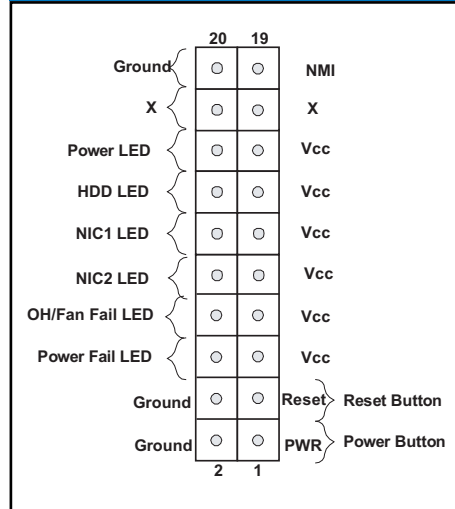 20 19
Ground NMI
X X
Power LED Vcc
HDD LED Vcc
NIC1 LED Vcc
NIC2 LED Vcc
OH/Fan Fail LED Vcc
Power Fail LED Vcc
Ground Reset Reset Button
Ground PWR Power Button
2 1